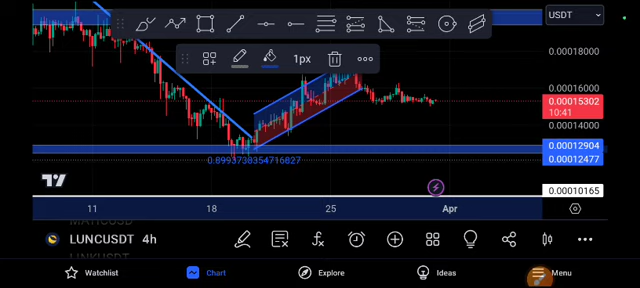 USDT
0.00018000
1px
0.00016000
0.00015302
10:41
0.00014000
0.00012904
0.8993738354716827
0.00012477
0.00010165
11 18 25 Apr
LUNCUSDT 4h
Watchlist Chart Explore Ideas Menu